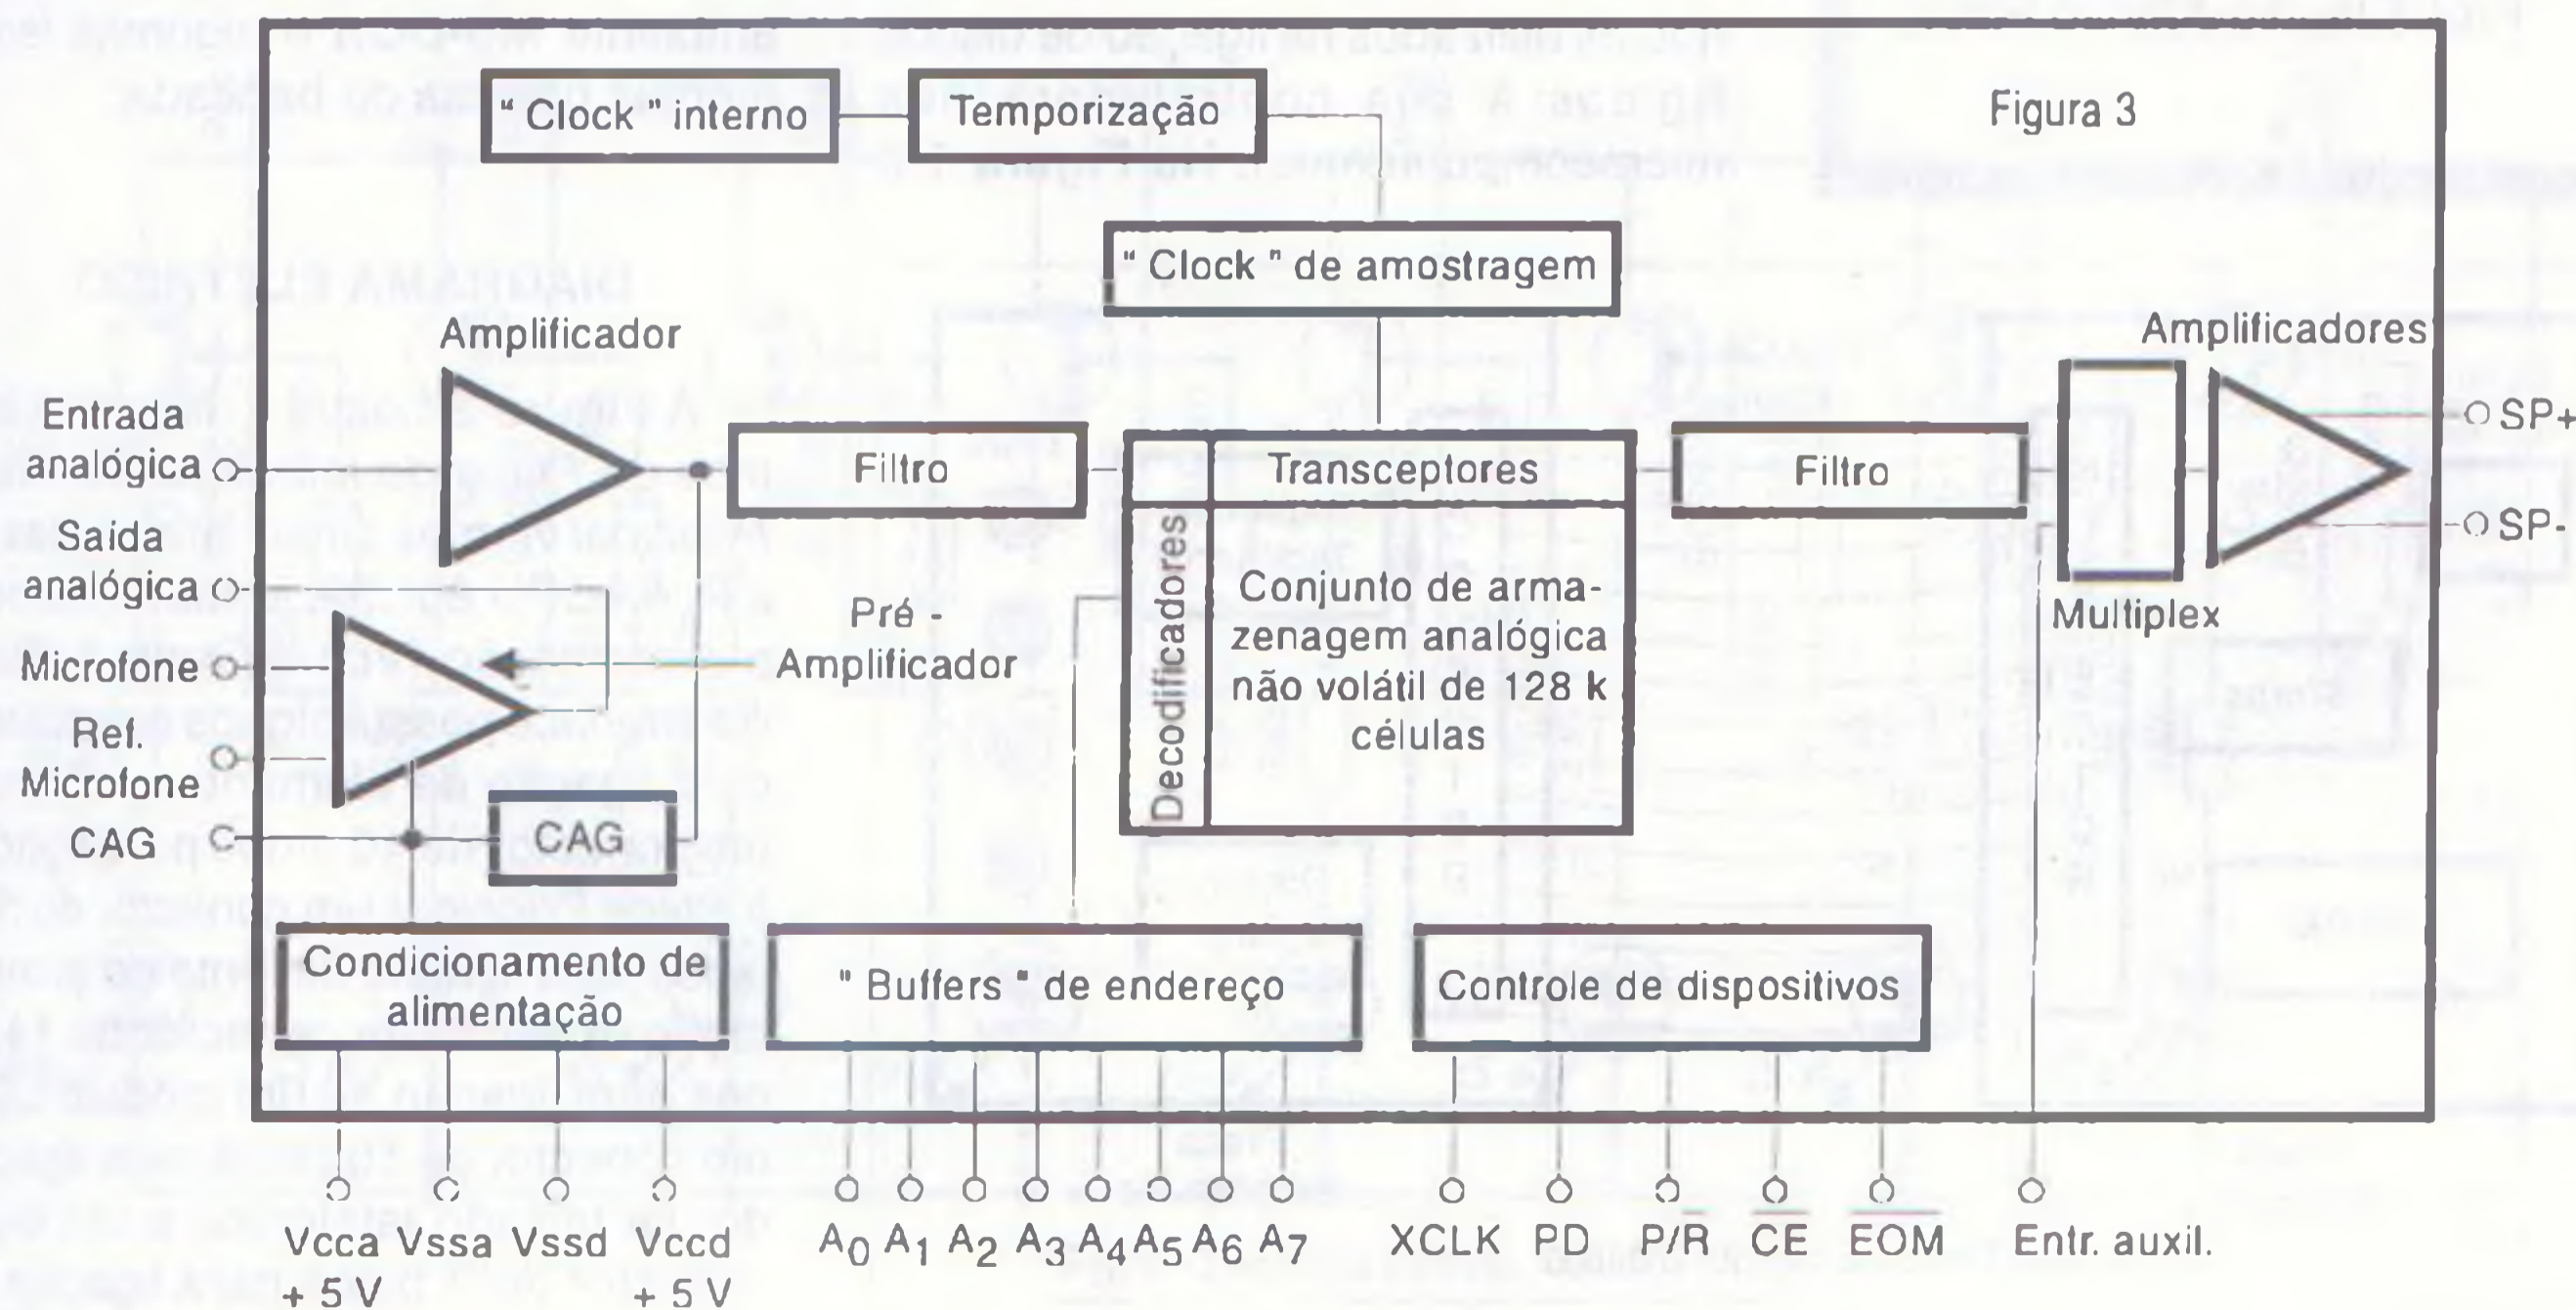 Figura 3
" Clock " interno
Temporização
" Clock " de amostragem
Amplificador
Amplificadores
Entrada
analógica
Filtro
Transceptores
Filtro
SP+
SP-
Saída
analógica
Pré -
Amplificador
Decodificadores
Conjunto de arma-
zenagem analógica
não volátil de 128 k
células
Multiplex
Microfone
Ref.
Microfone
CAG
CAG
Condicionamento de
alimentação
" Buffers " de endereço
Controle de dispositivos
Vcca Vssa Vssd Vccd
+ 5 V + 5 V
A0 A1 A2 A3 A4 A5 A6 A7
XCLK PD P/R̅ C̅E̅ E̅O̅M̅ Entr. auxil.